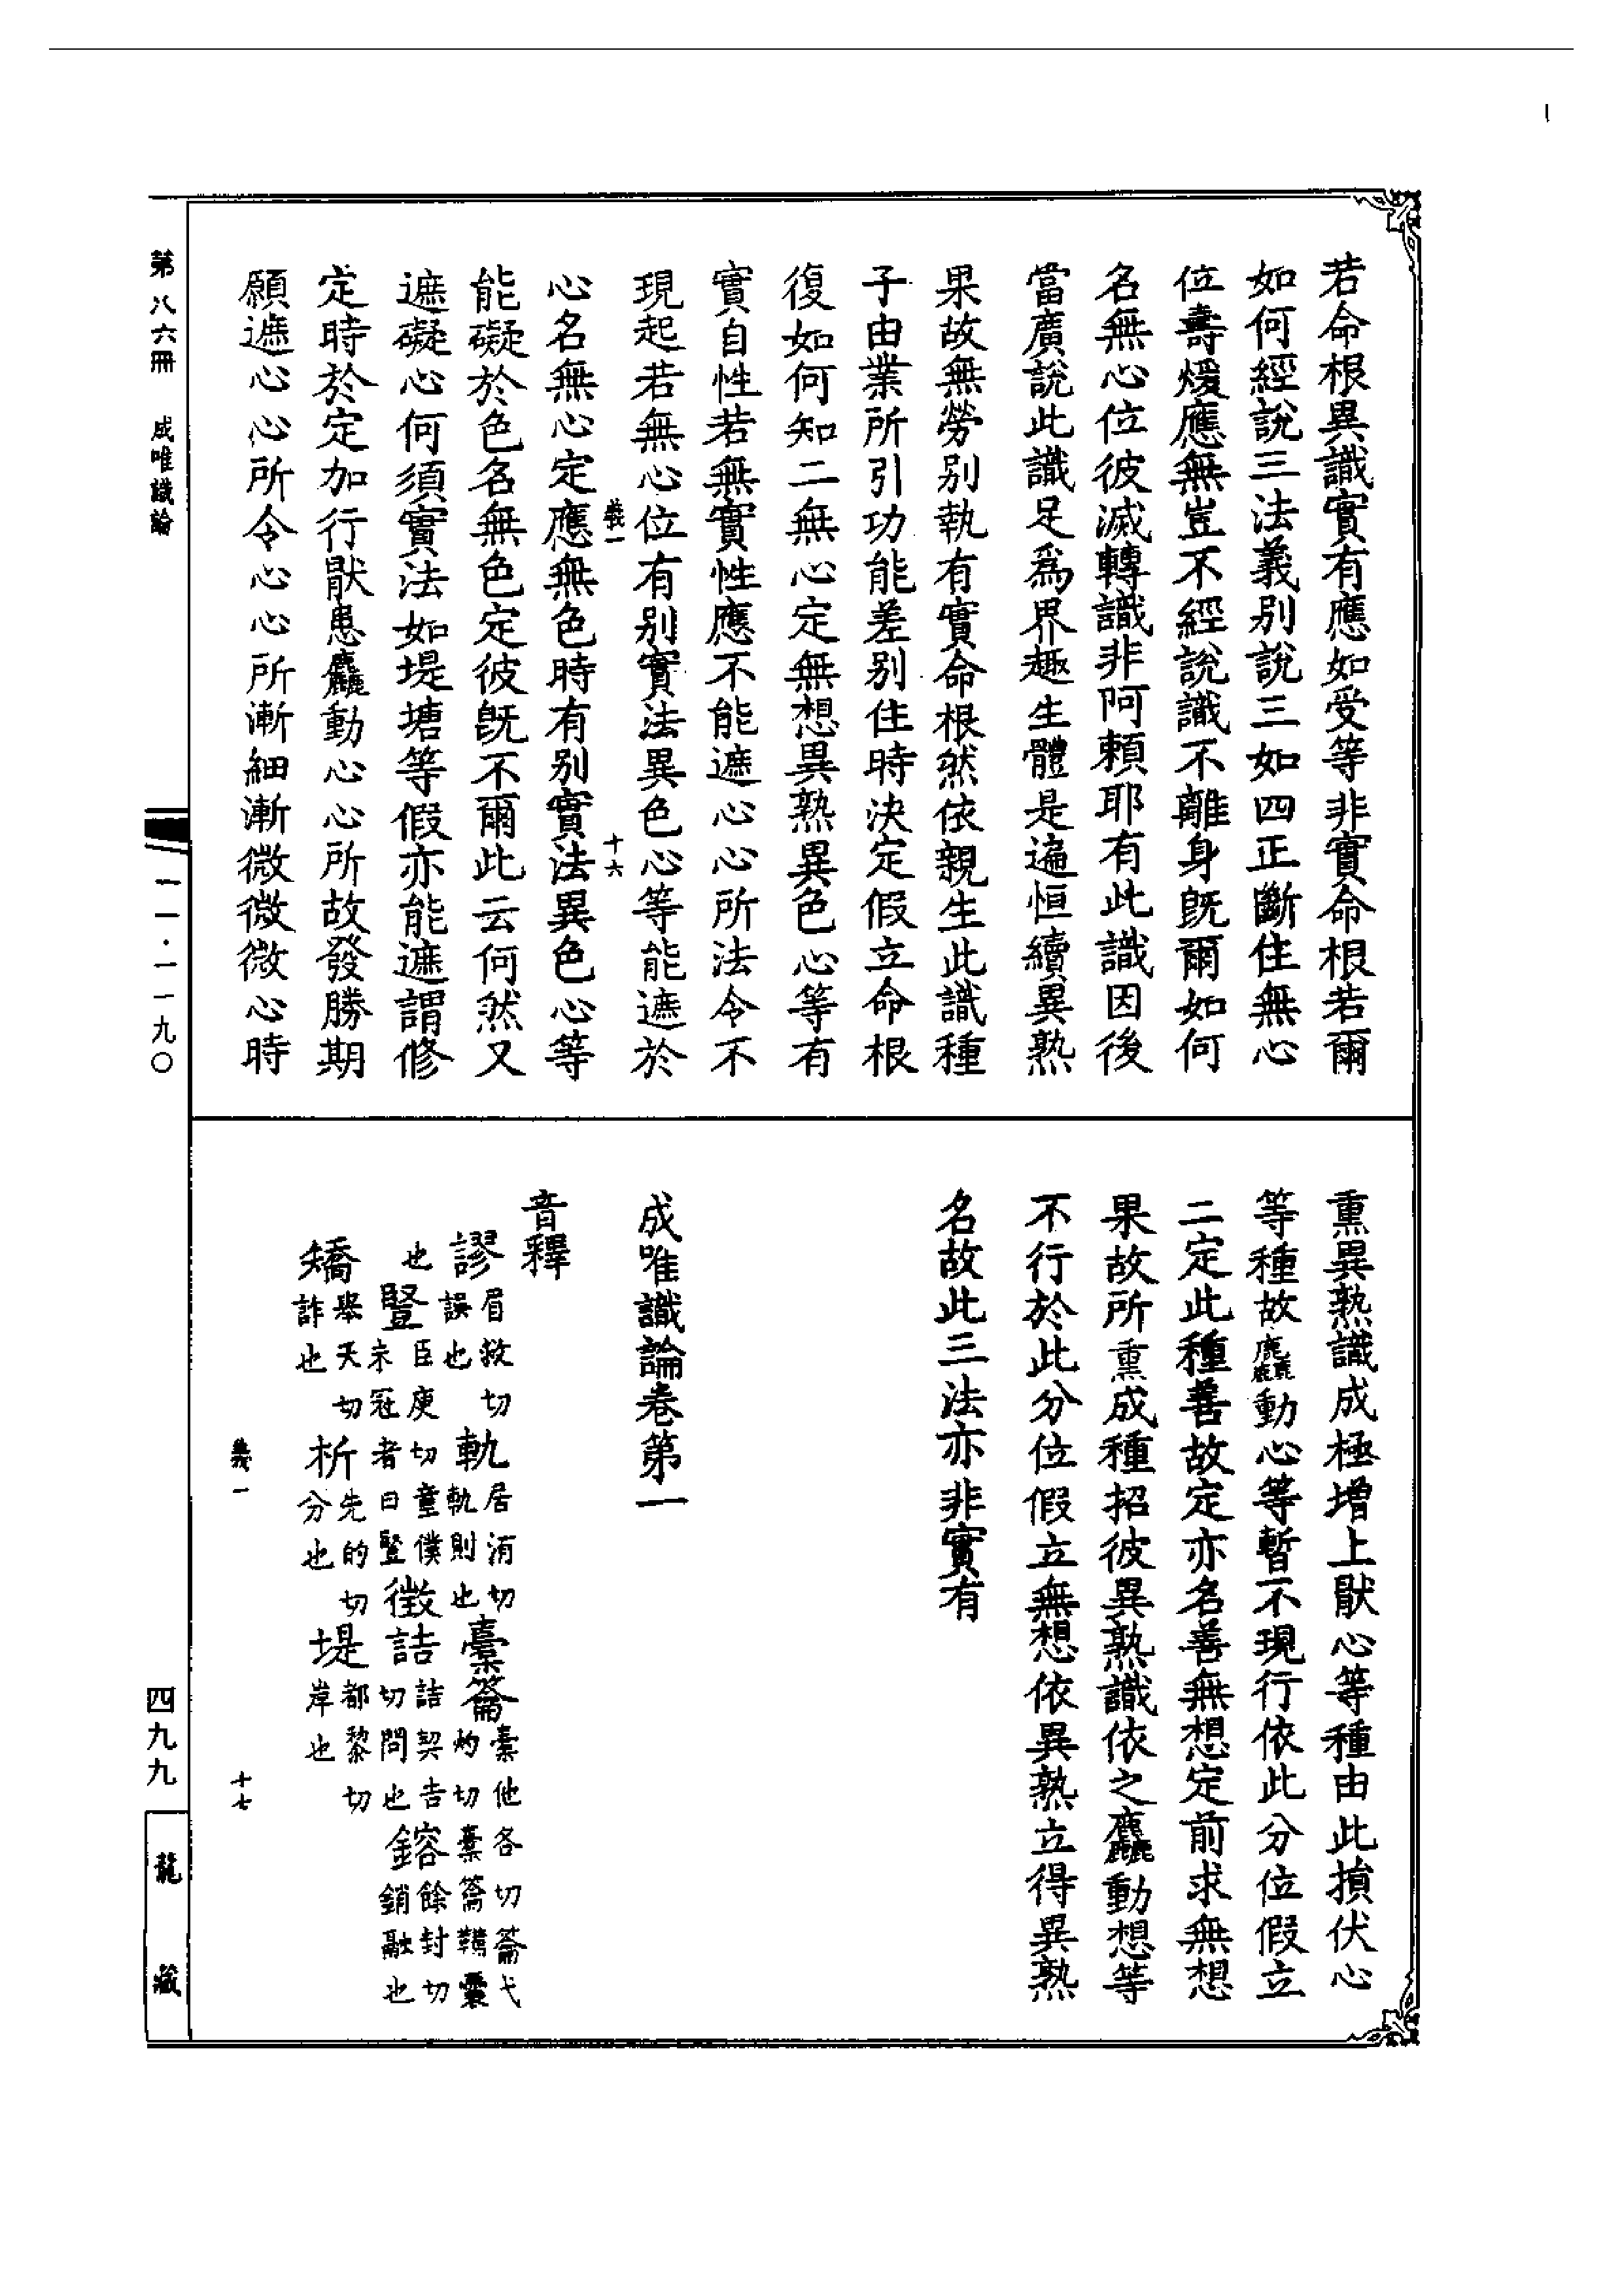 若命根異識實有應如受等非實命根若爾
如何經說三法義別說三如四正斷住無心
位壽煖應無豈不經說識不離身旣爾如何
名無心位彼滅轉識非阿賴耶有此識因後
當廣說此識足爲界趣生體是遍恒續異熟
果故無勞別執有實命根然依親生此識種
子由業所引功能差別住時決定假立命根
復如何知二無心定無想異熟異色心等有
實自性若無實性應不能遮心心所法令不
現起若無心位有別實法異色心等能遮於
義一
十六
心名無心定應無色時有別實法異色心等
能礙於色名無色定彼旣不爾此云何然又
遮礙心何須實法如堤塘等假亦能遮謂修
定時於定加行猒患麤動心心所故發勝期
願遮心心所令心心所漸細漸微微微心時
熏異熟識成極增上猒心等種由此損伏心
等種故麤動心等暫不現行依此分位假立
二定此種善故定亦名善無想定前求無想
果故所熏成種招彼異熟識依之麤動想等
不行於此分位假立無想依異熟立得異熟
名故此三法亦非實有
成唯識論卷第一
音釋
謬眉救切誤也軌居洧切軌則也橐籥橐他各切籥弋灼切橐籥鞴囊
也豎臣庾切童僕未冠者曰豎徵詰詰契吉切問也鎔餘封切銷融也
矯舉夭切詐也析先的切分也堤都黎切岸也
義一
十七
第八六冊 成唯識論
一一·一一九〇
四九九
龍藏